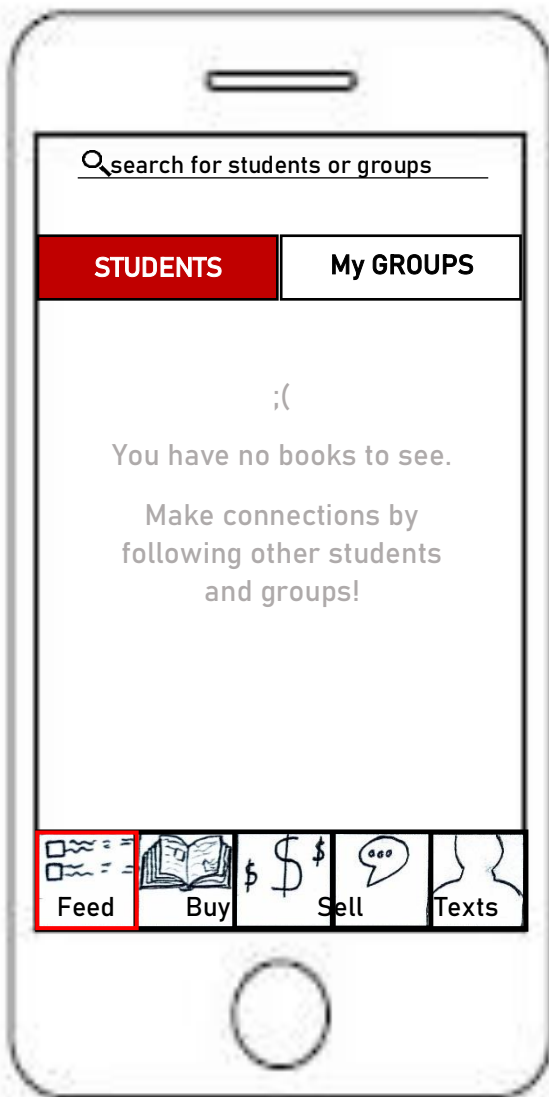 search for students or groups
STUDENTS
My GROUPS
;(
You have no books to see.
Make connections by
following other students
and groups!
$ $ $
Feed Buy Sell Texts